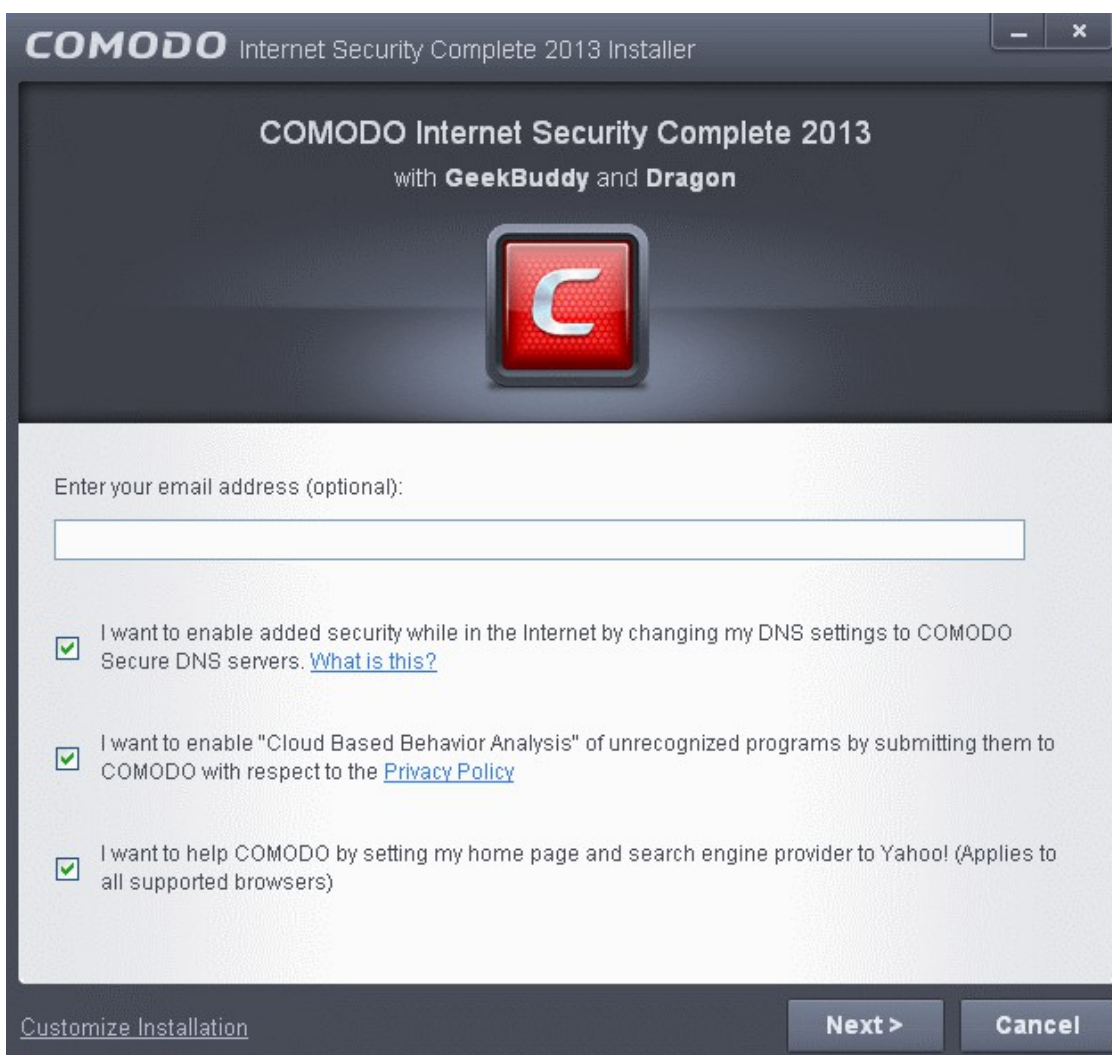 COMODO Internet Security Complete 2013 Installer
COMODO Internet Security Complete 2013
with GeekBuddy and Dragon
C
Enter your email address (optional):
I want to enable added security while in the Internet by changing my DNS settings to COMODO
Secure DNS servers. What is this?
I want to enable "Cloud Based Behavior Analysis" of unrecognized programs by submitting them to
COMODO with respect to the Privacy Policy
I want to help COMODO by setting my home page and search engine provider to Yahoo! (Applies to
all supported browsers)
Customize Installation
Next >
Cancel